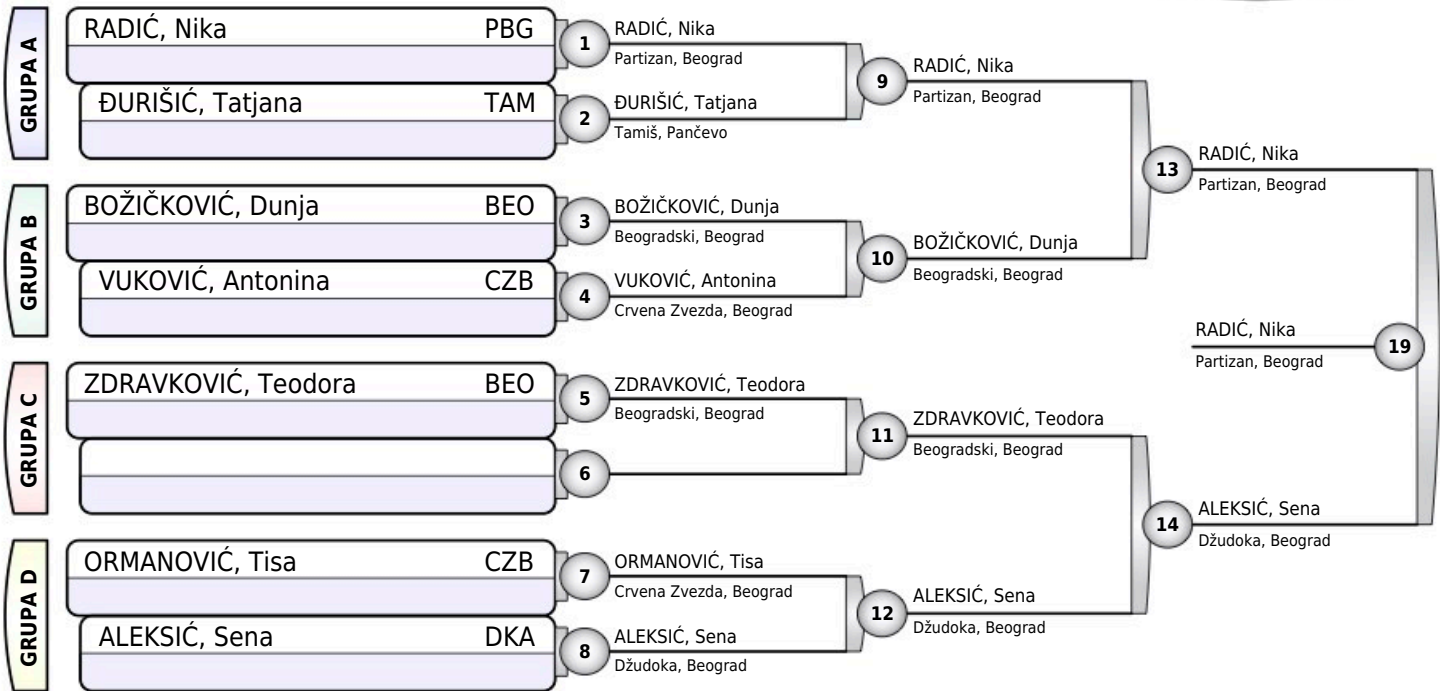 GRUPA A
RADIĆ, Nika PBG
ĐURIŠIĆ, Tatjana TAM
GRUPA B
BOŽIČKOVIĆ, Dunja BEO
VUKOVIĆ, Antonina CZB
GRUPA C
ZDRAVKOVIĆ, Teodora BEO
GRUPA D
ORMANOVIĆ, Tisa CZB
ALEKSIĆ, Sena DKA
1
RADIĆ, Nika
Partizan, Beograd
2
ĐURIŠIĆ, Tatjana
Tamiš, Pančevo
3
BOŽIČKOVIĆ, Dunja
Beogradski, Beograd
4
VUKOVIĆ, Antonina
Crvena Zvezda, Beograd
5
ZDRAVKOVIĆ, Teodora
Beogradski, Beograd
6
7
ORMANOVIĆ, Tisa
Crvena Zvezda, Beograd
8
ALEKSIĆ, Sena
Džudoka, Beograd
9
RADIĆ, Nika
Partizan, Beograd
10
BOŽIČKOVIĆ, Dunja
Beogradski, Beograd
11
ZDRAVKOVIĆ, Teodora
Beogradski, Beograd
12
ALEKSIĆ, Sena
Džudoka, Beograd
13
RADIĆ, Nika
Partizan, Beograd
14
ALEKSIĆ, Sena
Džudoka, Beograd
RADIĆ, Nika
Partizan, Beograd
19